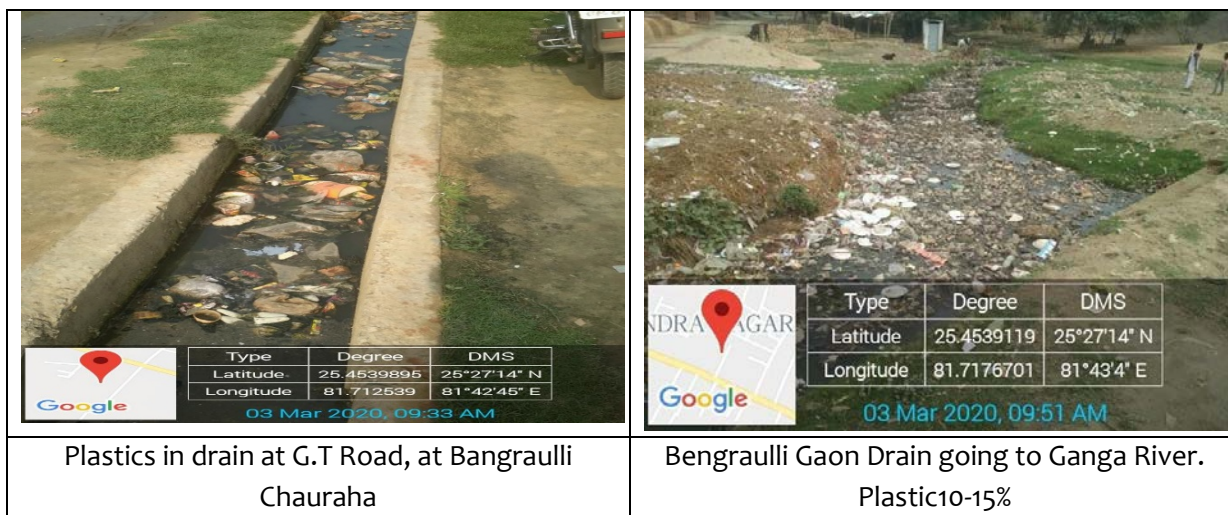 Google
Type Degree DMS
Latitude 25.4539895 25°27'14" N
Longitude 81.712539 81°42'45" E
03 Mar 2020, 09:33 AM
NDRA NAGAR
Google
Type Degree DMS
Latitude 25.4539119 25°27'14" N
Longitude 81.7176701 81°43'4" E
03 Mar 2020, 09:51 AM
Plastics in drain at G.T Road, at Bangraulli
Chauraha
Bengraulli Gaon Drain going to Ganga River.
Plastic10-15%